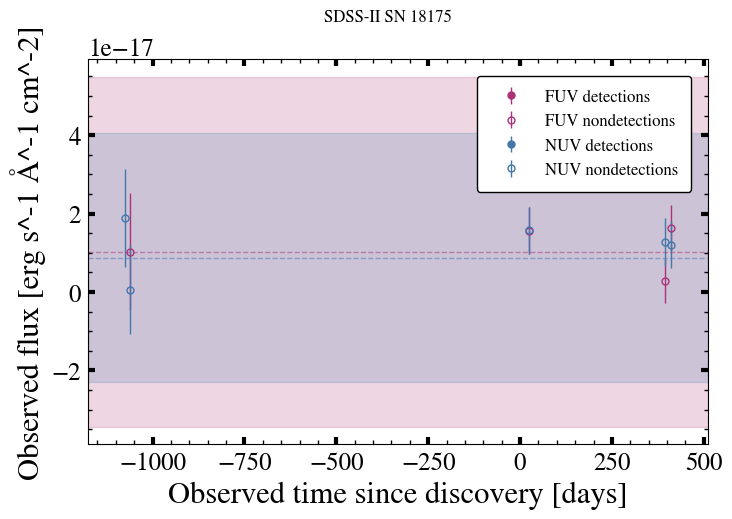 SDSS-II SN 18175
1e−17
FUV detections
FUV nondetections
NUV detections
NUV nondetections
4
2
0
−2
Observed flux [erg s^-1 Å^-1 cm^-2]
−1000 −750 −500 −250 0 250 500
Observed time since discovery [days]